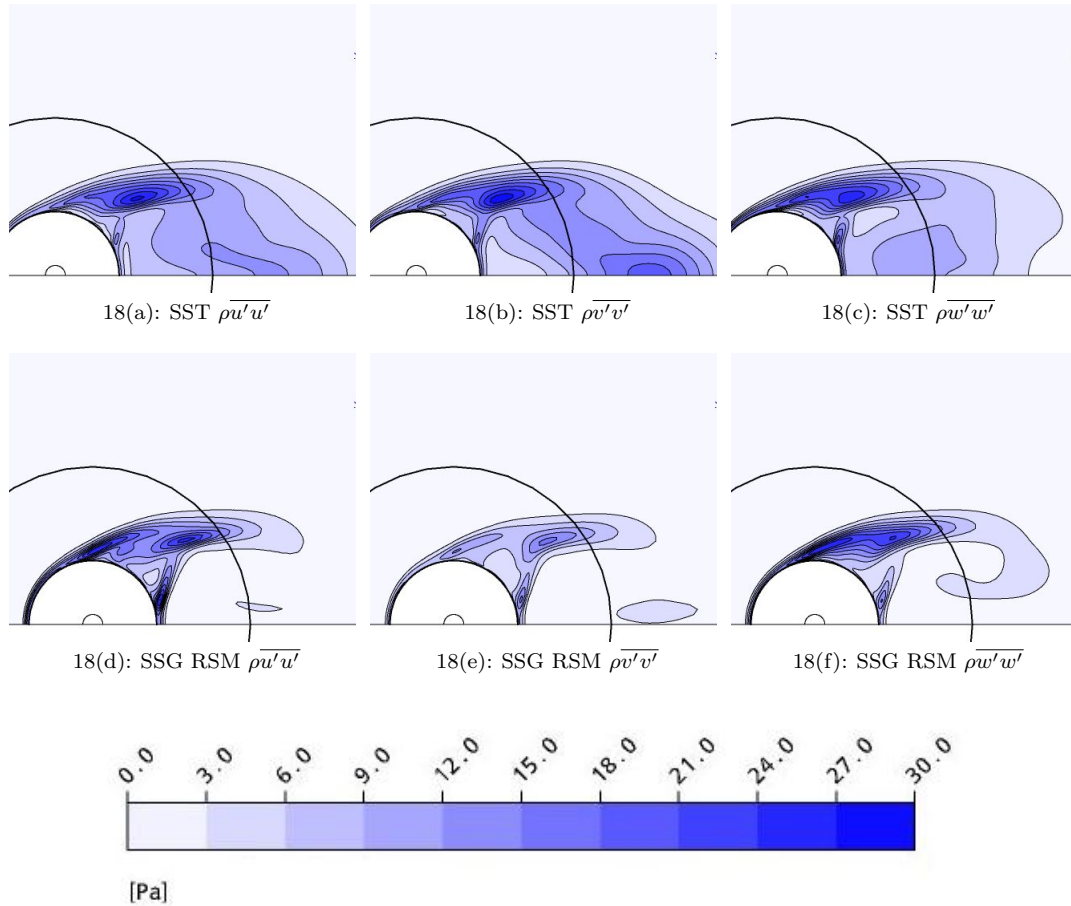 18(a): SST ρu′u′
18(b): SST ρv′v′
18(c): SST ρw′w′
18(d): SSG RSM ρu′u′
18(e): SSG RSM ρv′v′
18(f): SSG RSM ρw′w′
0.0 3.0 6.0 9.0 12.0 15.0 18.0 21.0 24.0 27.0 30.0
[Pa]